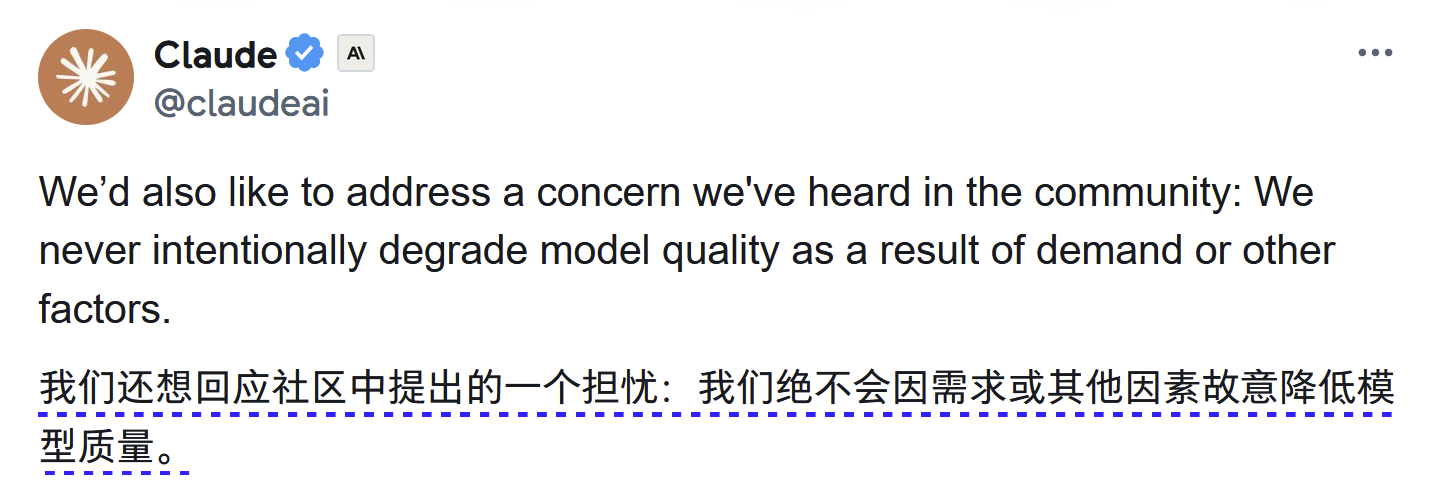 Claude
A\
@claudeai
We’d also like to address a concern we've heard in the community: We
never intentionally degrade model quality as a result of demand or other
factors.
我们还想回应社区中提出的一个担忧：我们绝不会因需求或其他因素故意降低模
型质量。